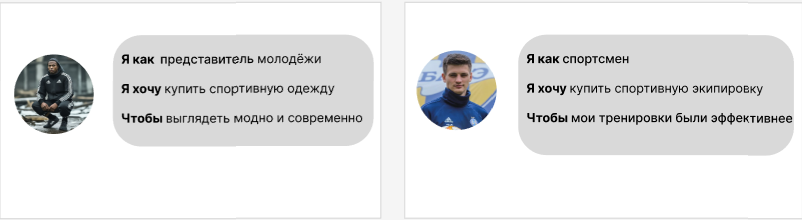 Я как представитель молодёжи
Я хочу купить спортивную одежду
Чтобы выглядеть модно и современно
Я как спортсмен
Я хочу купить спортивную экипировку
Чтобы мои тренировки были эффективнее